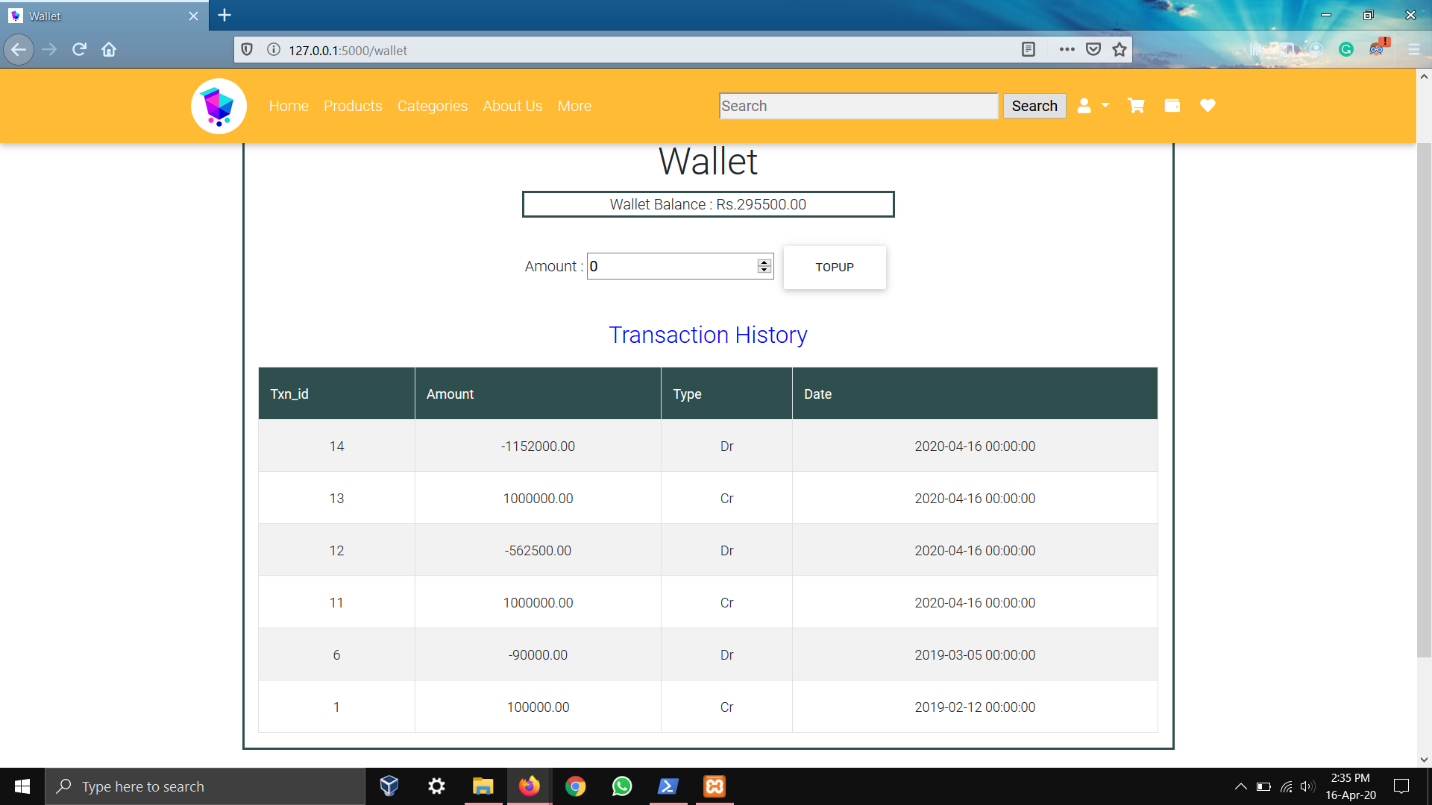 Wallet
127.0.0.1:5000/wallet
1
Home Products Categories About Us More Search Search
Wallet
Wallet Balance : Rs.295500.00
Amount : 0 TOPUP
Transaction History
Txn_id Amount Type Date
14 -1152000.00 Dr 2020-04-16 00:00:00
13 1000000.00 Cr 2020-04-16 00:00:00
12 -562500.00 Dr 2020-04-16 00:00:00
11 1000000.00 Cr 2020-04-16 00:00:00
6 -90000.00 Dr 2019-03-05 00:00:00
1 100000.00 Cr 2019-02-12 00:00:00
Type here to search
2:35 PM
16-Apr-20